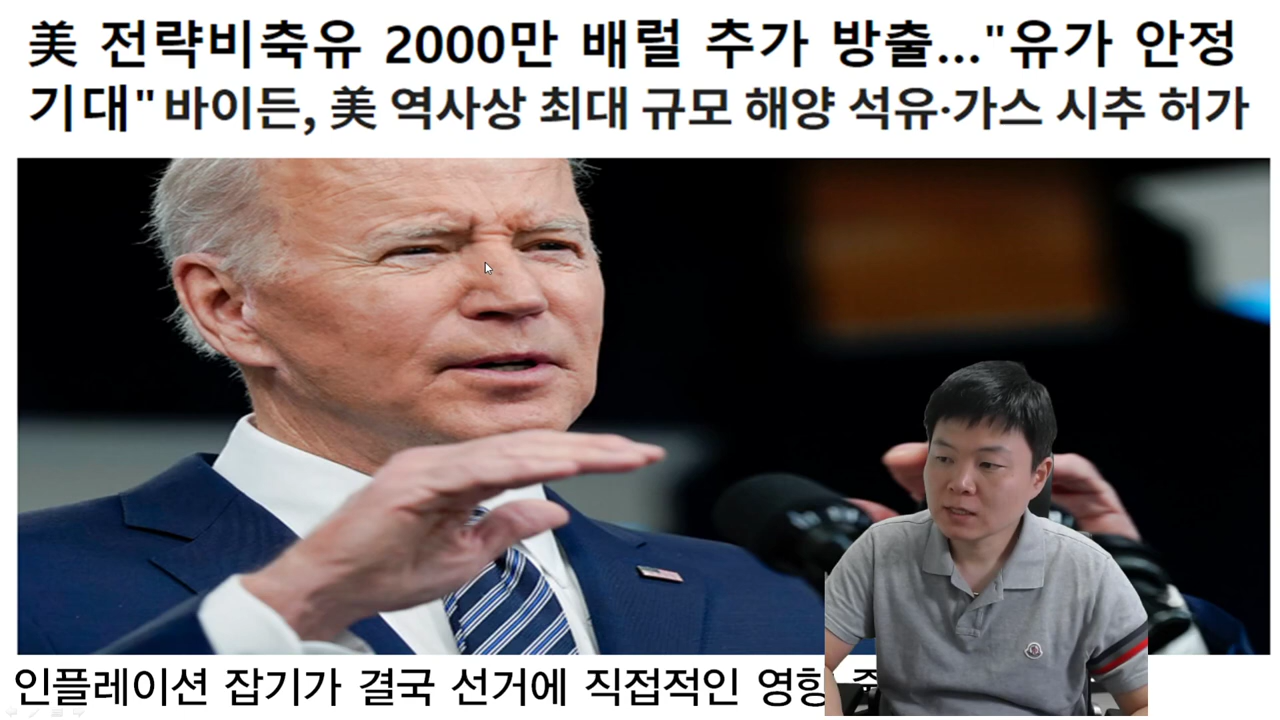 美 전략비축유 2000만 배럴 추가 방출..."유가 안정
기대" 바이든, 美 역사상 최대 규모 해양 석유·가스 시추 허가
인플레이션 잡기가 결국 선거에 직접적인